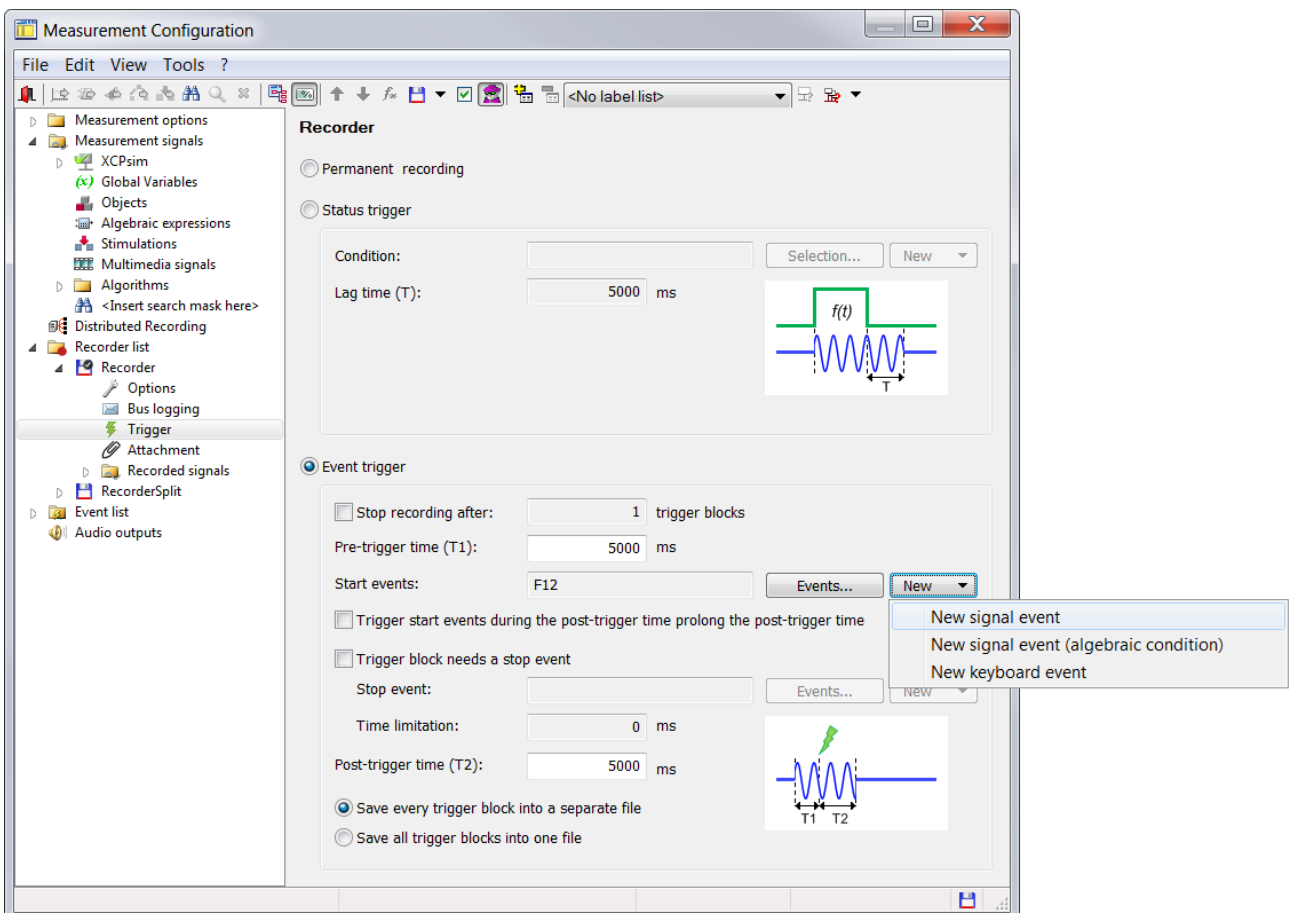 Measurement Configuration
File Edit View Tools ?
<No label list>
Measurement options
Measurement signals
XCPsim
(x) Global Variables
Objects
Algebraic expressions
Stimulations
Multimedia signals
Algorithms
<Insert search mask here>
Distributed Recording
Recorder list
Recorder
Options
Bus logging
Trigger
Attachment
Recorded signals
RecorderSplit
Event list
Audio outputs
Recorder
Permanent recording
Status trigger
Condition: Selection... New
Lag time (T): 5000 ms
f(t)
T
Event trigger
Stop recording after: 1 trigger blocks
Pre-trigger time (T1): 5000 ms
Start events: F12 Events... New
New signal event
New signal event (algebraic condition)
New keyboard event
Trigger start events during the post-trigger time prolong the post-trigger time
Trigger block needs a stop event
Stop event: Events... New
Time limitation: 0 ms
Post-trigger time (T2): 5000 ms
T1 T2
Save every trigger block into a separate file
Save all trigger blocks into one file